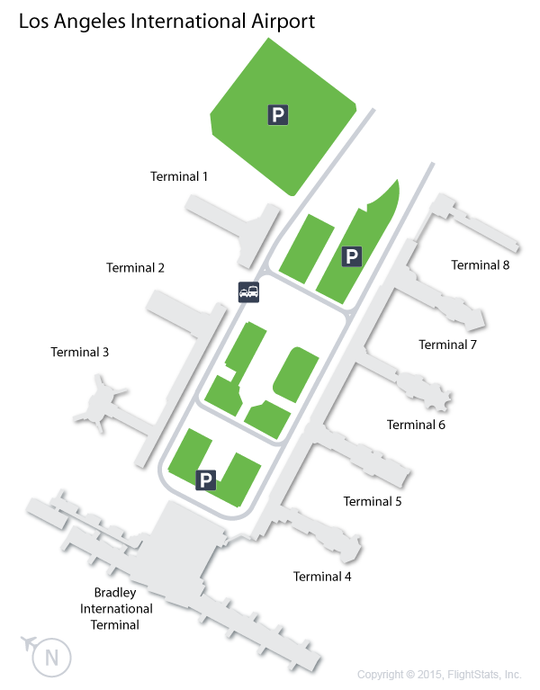 Los Angeles International Airport
P
Terminal 1
P
Terminal 8
Terminal 2
Terminal 7
Terminal 3
Terminal 6
P
Terminal 5
Terminal 4
Bradley
International
Terminal
N
Copyright © 2015, FlightStats, Inc.